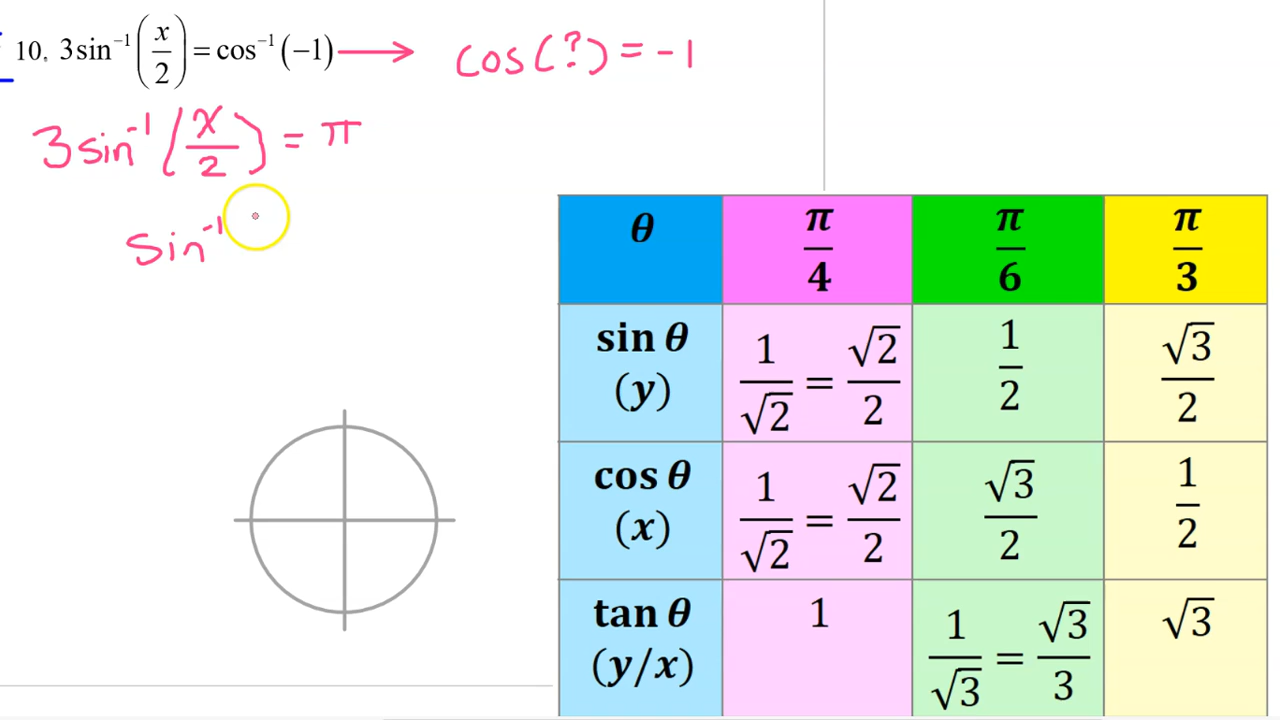 10. 3sin⁻¹(x/2) = cos⁻¹(−1) → cos(?) = −1
3sin⁻¹(x/2) = π
sin⁻¹
θ π/4 π/6 π/3
sin θ (y) 1/√2 = √2/2 1/2 √3/2
cos θ (x) 1/√2 = √2/2 √3/2 1/2
tan θ (y/x) 1 1/√3 = √3/3 √3